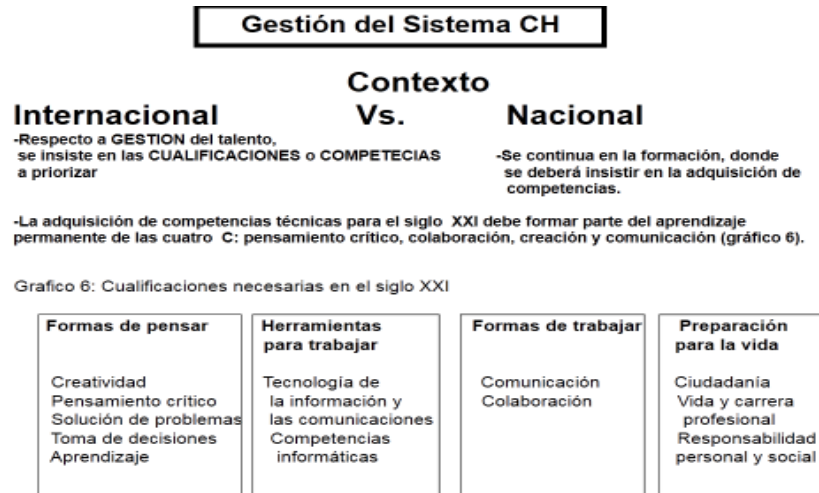 Gestión del Sistema CH
Contexto
Internacional Vs. Nacional
-Respecto a GESTION del talento,
se insiste en las CUALIFICACIONES o COMPETECIAS
a priorizar
-Se continua en la formación, donde
se deberá insistir en la adquisición de
competencias.
-La adquisición de competencias técnicas para el siglo XXI debe formar parte del aprendizaje
permanente de las cuatro C: pensamiento crítico, colaboración, creación y comunicación (gráfico 6).
Grafico 6: Cualificaciones necesarias en el siglo XXI
Formas de pensar
Creatividad
Pensamiento crítico
Solución de problemas
Toma de decisiones
Aprendizaje
Herramientas
para trabajar
Tecnología de
la información y
las comunicaciones
Competencias
informáticas
Formas de trabajar
Comunicación
Colaboración
Preparación
para la vida
Ciudadanía
Vida y carrera
profesional
Responsabilidad
personal y social